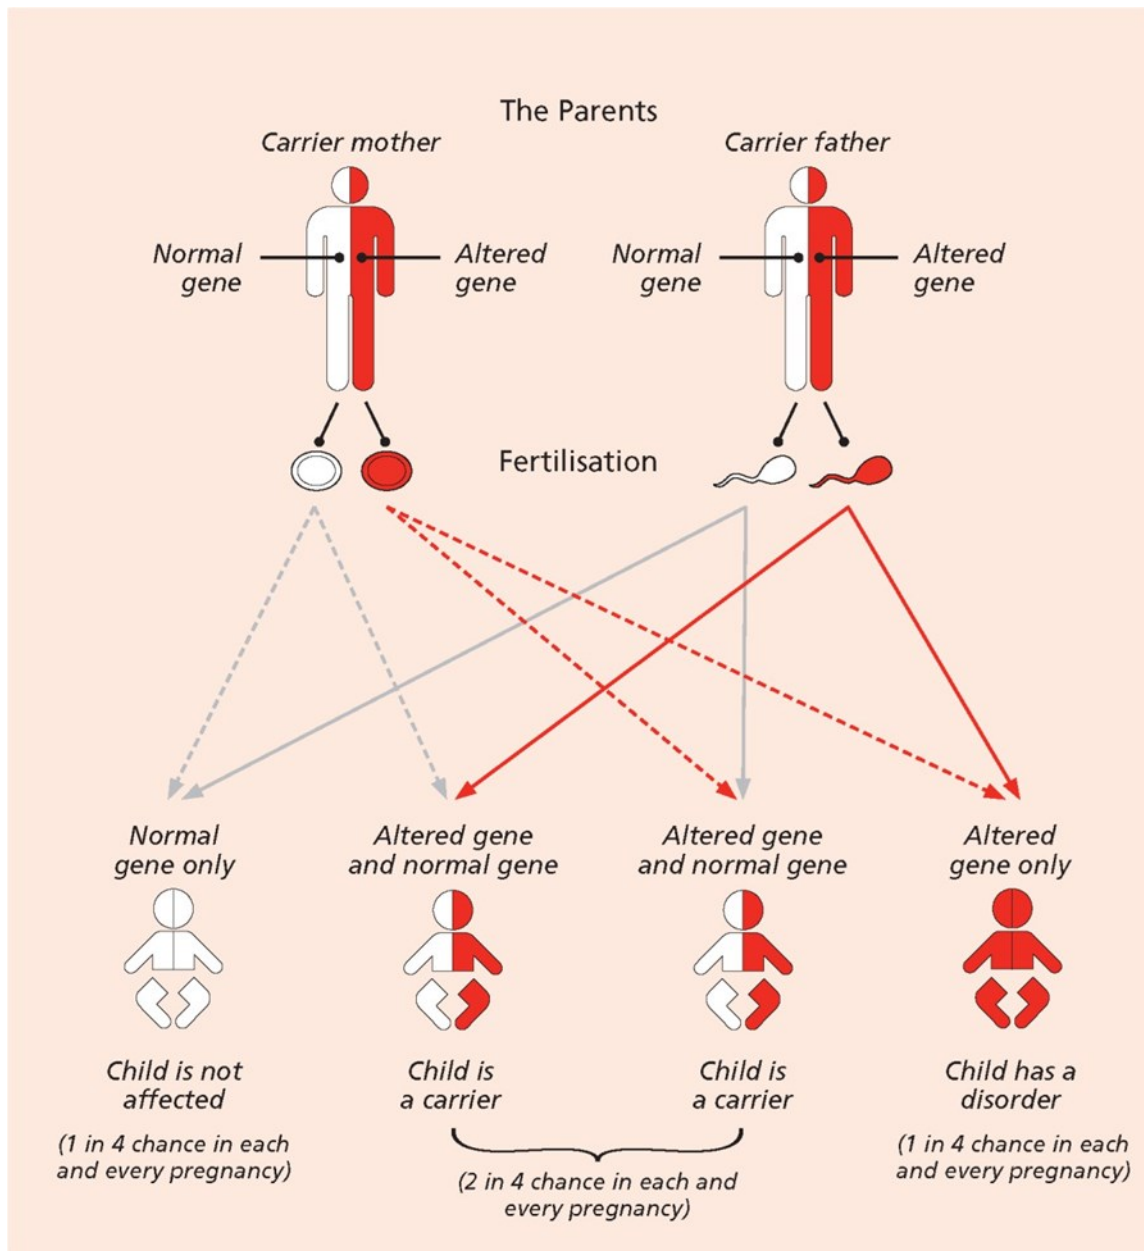 The Parents
Carrier mother
Carrier father
Normal
gene
Altered
gene
Normal
gene
Altered
gene
Fertilisation
Normal
gene only
Altered gene
and normal gene
Altered gene
and normal gene
Altered
gene only
Child is not
affected
Child is
a carrier
Child is
a carrier
Child has a
disorder
(1 in 4 chance in each
and every pregnancy)
(2 in 4 chance in each and
every pregnancy)
(1 in 4 chance in each
and every pregnancy)